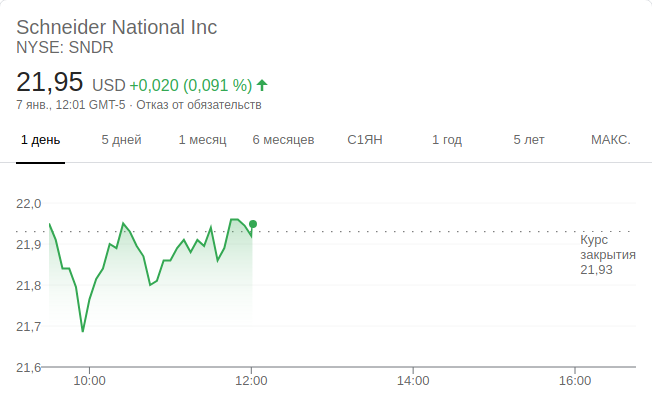 Schneider National Inc
NYSE: SNDR
21,95 USD +0,020 (0,091 %)
7 янв., 12:01 GMT-5 · Отказ от обязательств
1 день 5 дней 1 месяц 6 месяцев С1ЯН 1 год 5 лет МАКС.
22,0
21,9
21,8
21,7
21,6
Курс
закрытия
21,93
10:00 12:00 14:00 16:00